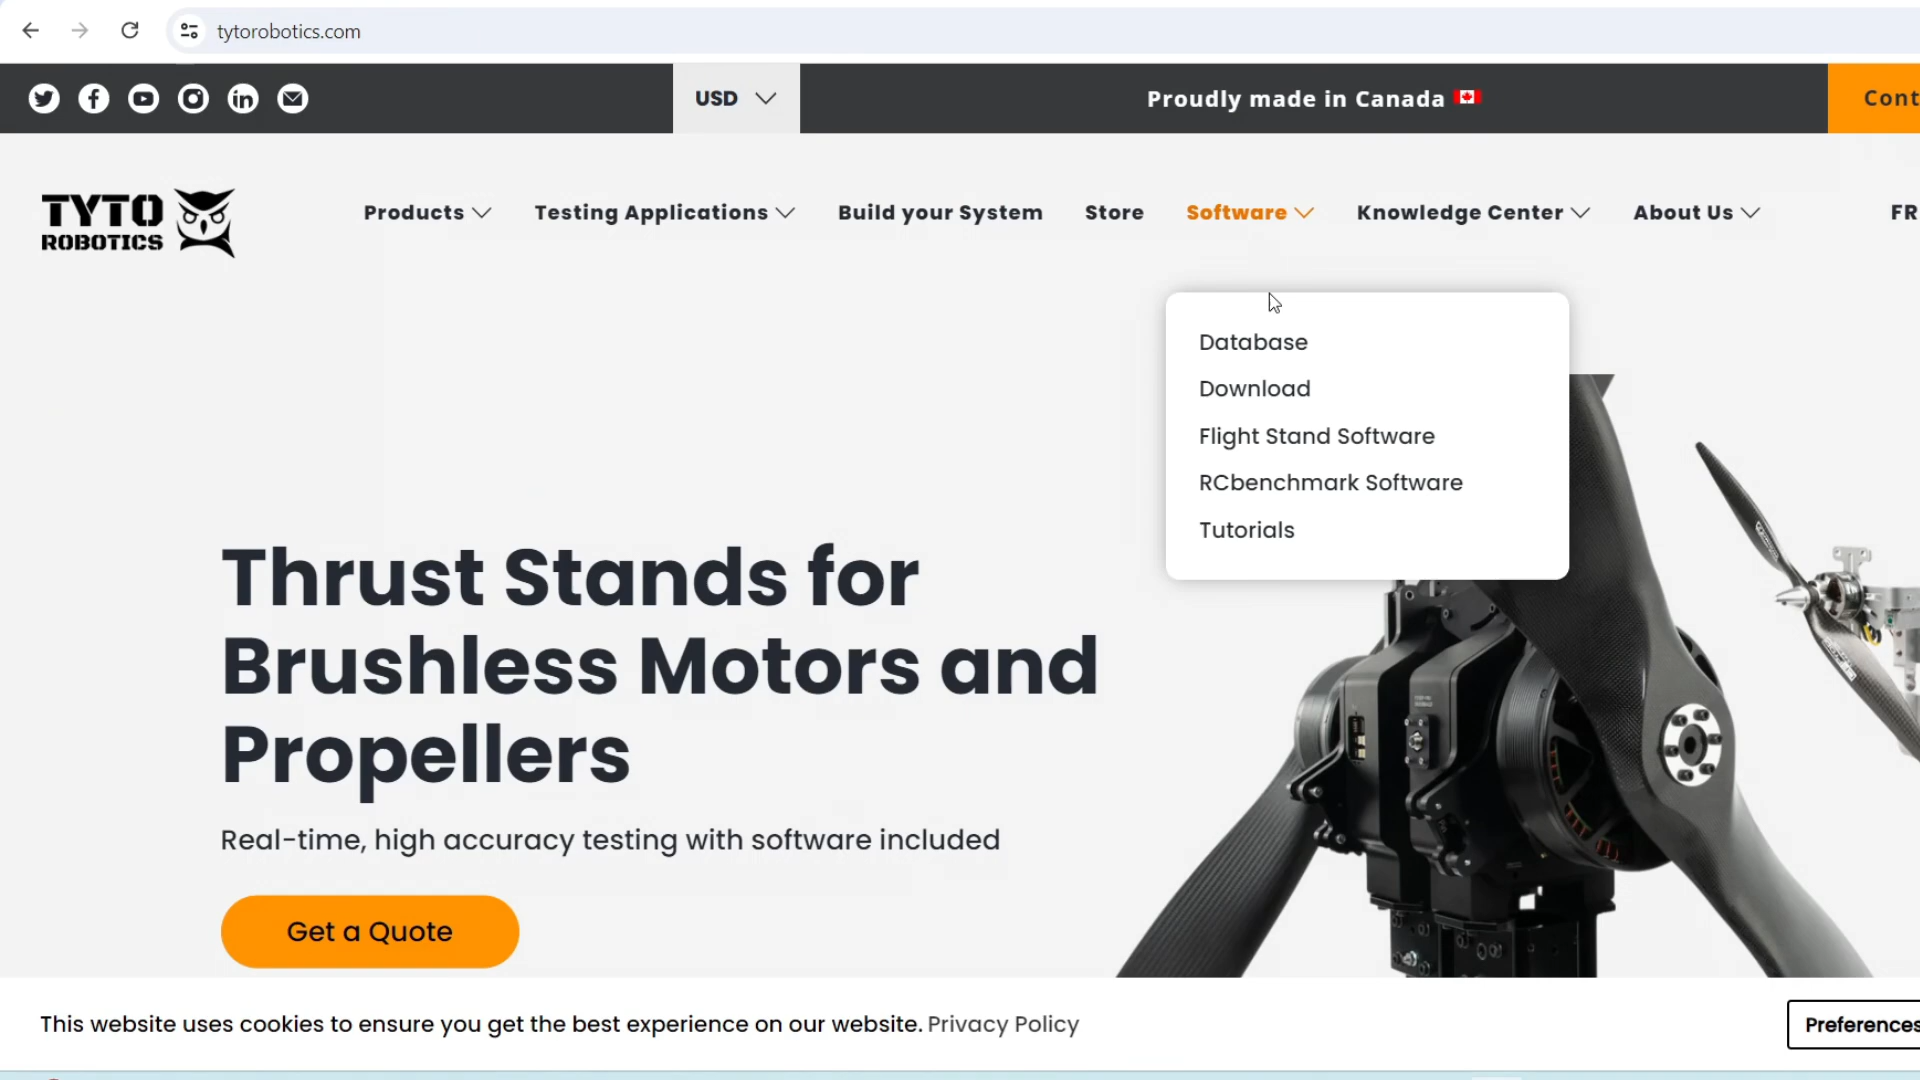 tytorobotics.com
USD
Proudly made in Canada
Cont
TYTO
ROBOTICS
Products
Testing Applications
Build your System
Store
Software
Knowledge Center
About Us
FR
Database
Download
Flight Stand Software
RCbenchmark Software
Tutorials
Thrust Stands for
Brushless Motors and
Propellers
Real-time, high accuracy testing with software included
Get a Quote
This website uses cookies to ensure you get the best experience on our website. Privacy Policy
Preferences